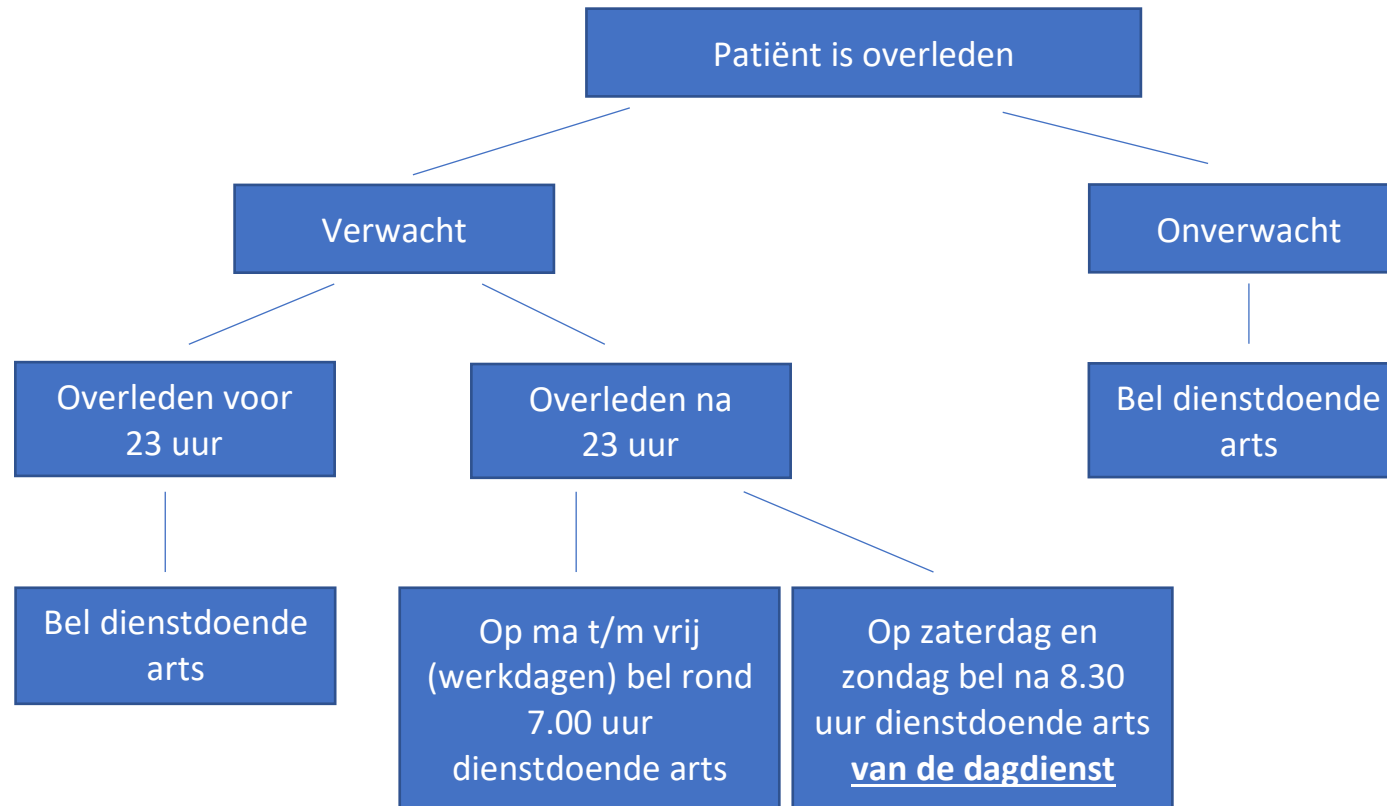 Patiënt is overleden
Verwacht
Onverwacht
Overleden voor
23 uur
Overleden na
23 uur
Bel dienstdoende
arts
Bel dienstdoende
arts
Op ma t/m vrij
(werkdagen) bel rond
7.00 uur
dienstdoende arts
Op zaterdag en
zondag bel na 8.30
uur dienstdoende arts
van de dagdienst